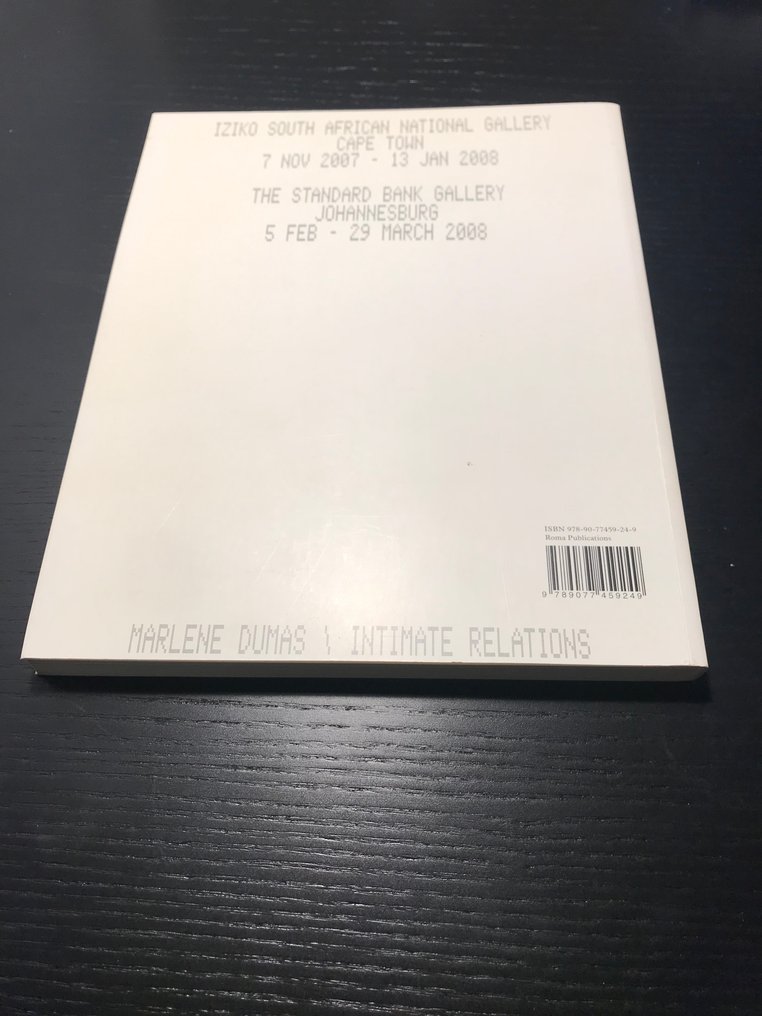 IZIKO SOUTH AFRICAN NATIONAL GALLERY
CAPE TOWN
7 NOV 2007 - 13 JAN 2008
THE STANDARD BANK GALLERY
JOHANNESBURG
5 FEB - 29 MARCH 2008
ISBN 978-90-77459-24-9
Roma Publications
9 789077 459249
MARLENE DUMAS \ INTIMATE RELATIONS